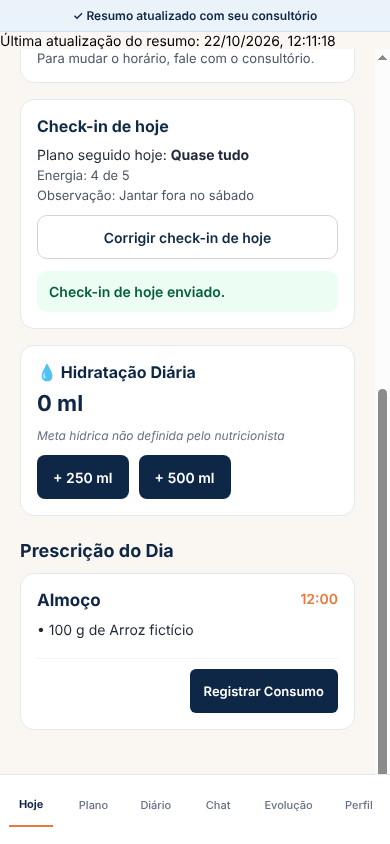 ✓ Resumo atualizado com seu consultório
Última atualização do resumo: 22/10/2026, 12:11:18
Para mudar o horário, fale com o consultório.
Check-in de hoje
Plano seguido hoje: Quase tudo
Energia: 4 de 5
Observação: Jantar fora no sábado
Corrigir check-in de hoje
Check-in de hoje enviado.
💧 Hidratação Diária
0 ml
Meta hídrica não definida pelo nutricionista
+ 250 ml + 500 ml
Prescrição do Dia
Almoço 12:00
• 100 g de Arroz fictício
Registrar Consumo
Hoje Plano Diário Chat Evolução Perfil